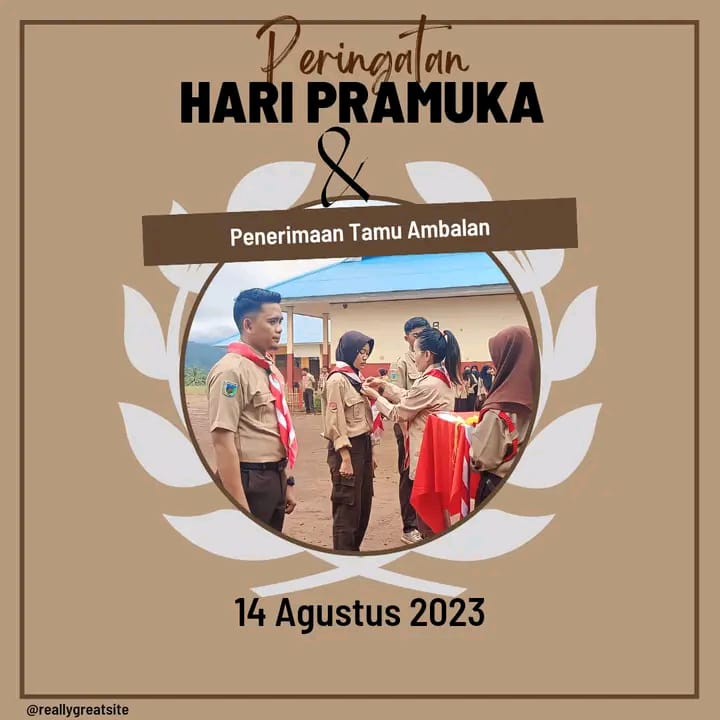 Peringatan
HARI PRAMUKA
&
Penerimaan Tamu Ambalan
14 Agustus 2023
@reallygreatsite